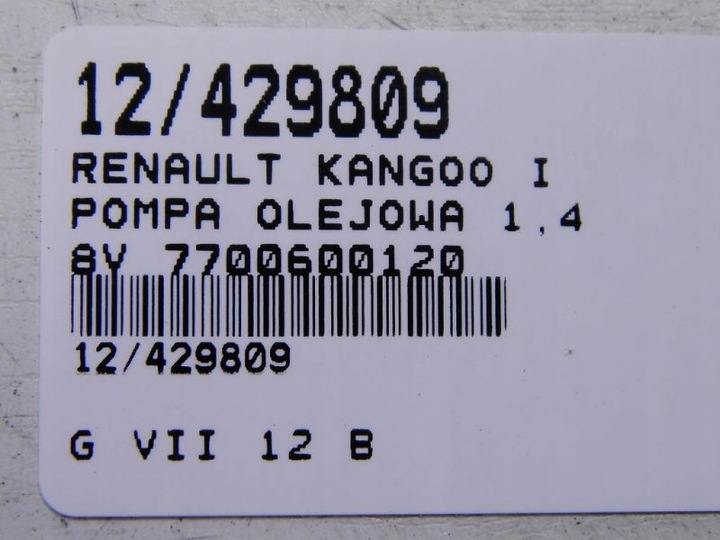 12/429809
RENAULT KANGOO I
POMPA OLEJOWA 1,4
8V 7700600120
12/429809
G VII 12 B